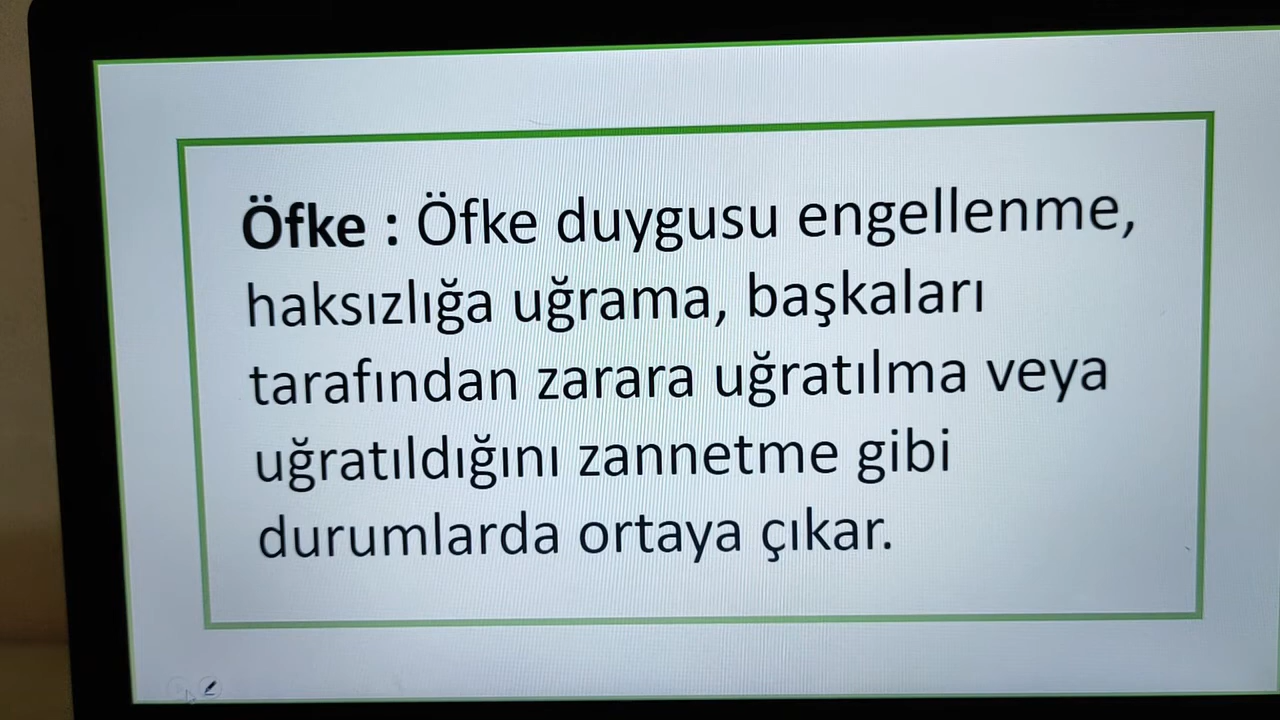 Öfke : Öfke duygusu engellenme,
haksızlığa uğrama, başkaları
tarafından zarara uğratılma veya
uğratıldığını zannetme gibi
durumlarda ortaya çıkar.